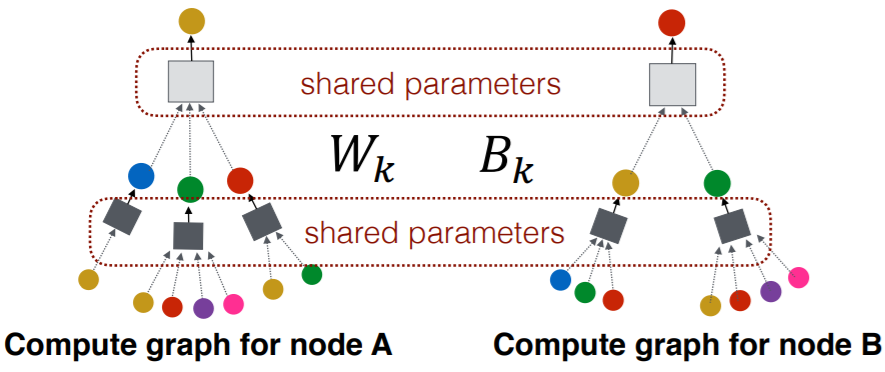 shared parameters
W_k B_k
shared parameters
Compute graph for node A
Compute graph for node B